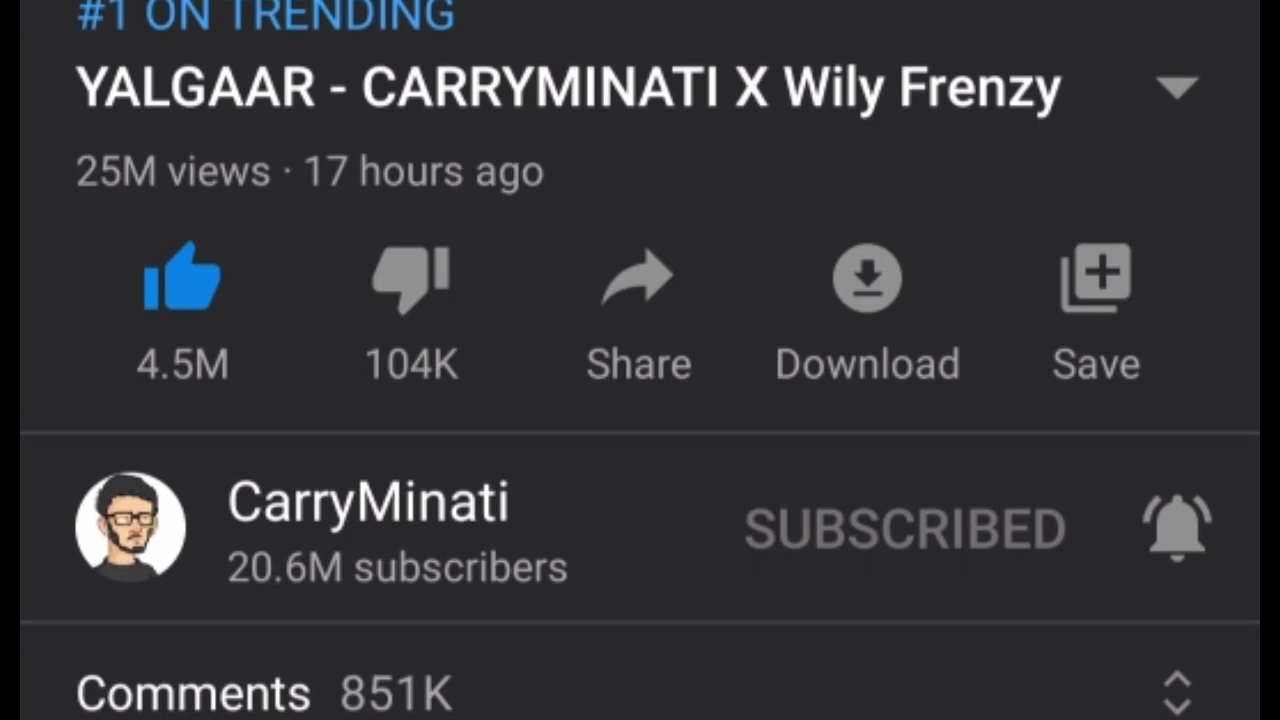 #1 ON TRENDING
YALGAAR - CARRYMINATI X Wily Frenzy
25M views · 17 hours ago
4.5M 104K Share Download Save
CarryMinati
20.6M subscribers
SUBSCRIBED
Comments 851K